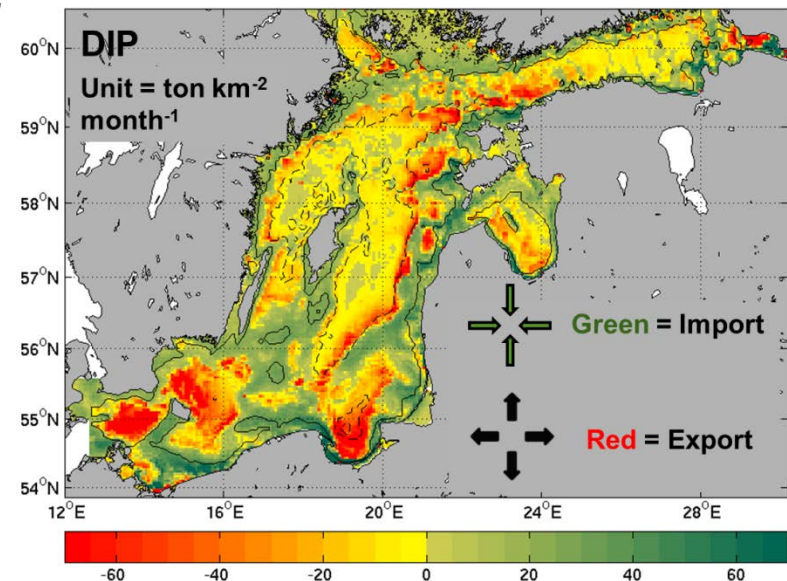 60°N
DIP
Unit = ton km-2
month-1
59°N
58°N
57°N
Green = Import
56°N
55°N
Red = Export
54°N
12°E
16°E
20°E
24°E
28°E
-60
-40
-20
0
20
40
60